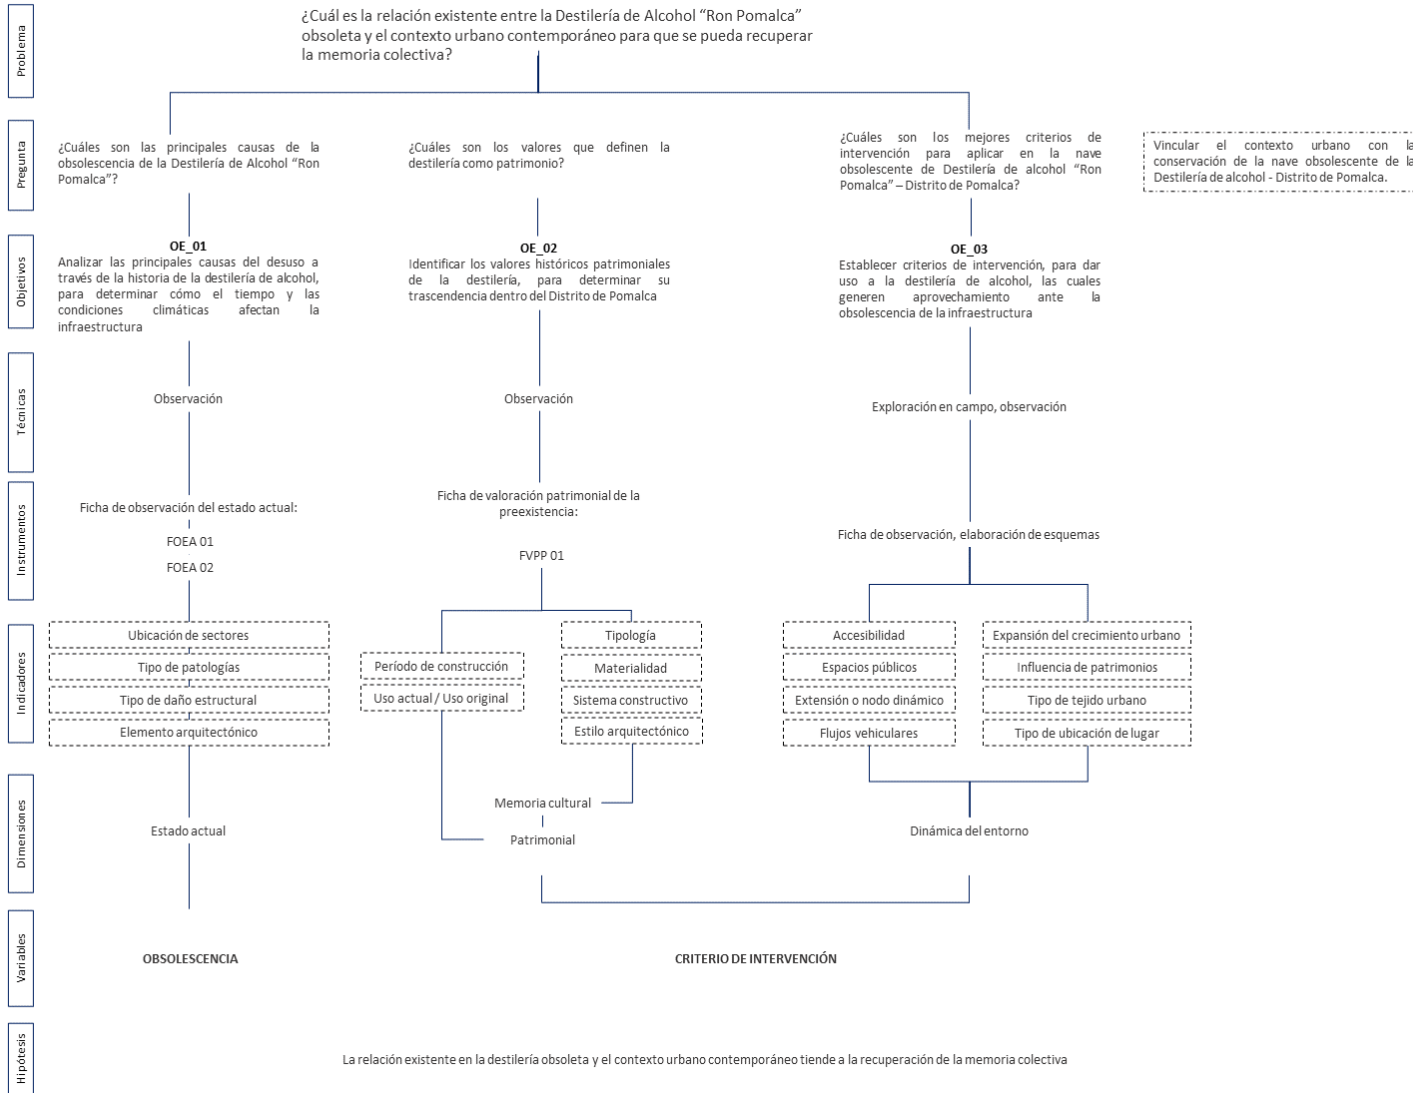 Problema
¿Cuál es la relación existente entre la Destilería de Alcohol “Ron Pomalca”
obsoleta y el contexto urbano contemporáneo para que se pueda recuperar
la memoria colectiva?
Pregunta
¿Cuáles son las principales causas de la
obsolescencia de la Destilería de Alcohol “Ron
Pomalca”?
¿Cuáles son los valores que definen la
destilería como patrimonio?
¿Cuáles son los mejores criterios de
intervención para aplicar en la nave
obsolescente de Destilería de alcohol “Ron
Pomalca” – Distrito de Pomalca?
Vincular el contexto urbano con la
conservación de la nave obsolescente de la
Destilería de alcohol - Distrito de Pomalca.
Objetivos
OE_01
Analizar las principales causas del desuso a
través de la historia de la destilería de alcohol,
para determinar cómo el tiempo y las
condiciones climáticas afectan la
infraestructura
OE_02
Identificar los valores históricos patrimoniales
de la destilería, para determinar su
trascendencia dentro del Distrito de Pomalca
OE_03
Establecer criterios de intervención, para dar
uso a la destilería de alcohol, las cuales
generen aprovechamiento ante la
obsolescencia de la infraestructura
Técnicas
Observación
Observación
Exploración en campo, observación
Instrumentos
Ficha de observación del estado actual:
FOEA 01
FOEA 02
Ficha de valoración patrimonial de la
preexistencia:
FVPP 01
Ficha de observación, elaboración de esquemas
Indicadores
Ubicación de sectores
Tipo de patologías
Tipo de daño estructural
Elemento arquitectónico
Período de construcción
Uso actual / Uso original
Tipología
Materialidad
Sistema constructivo
Estilo arquitectónico
Accesibilidad
Espacios públicos
Extensión o nodo dinámico
Flujos vehiculares
Expansión del crecimiento urbano
Influencia de patrimonios
Tipo de tejido urbano
Tipo de ubicación de lugar
Dimensiones
Estado actual
Memoria cultural
Patrimonial
Dinámica del entorno
Variables
OBSOLESCENCIA
CRITERIO DE INTERVENCIÓN
Hipótesis
La relación existente en la destilería obsoleta y el contexto urbano contemporáneo tiende a la recuperación de la memoria colectiva